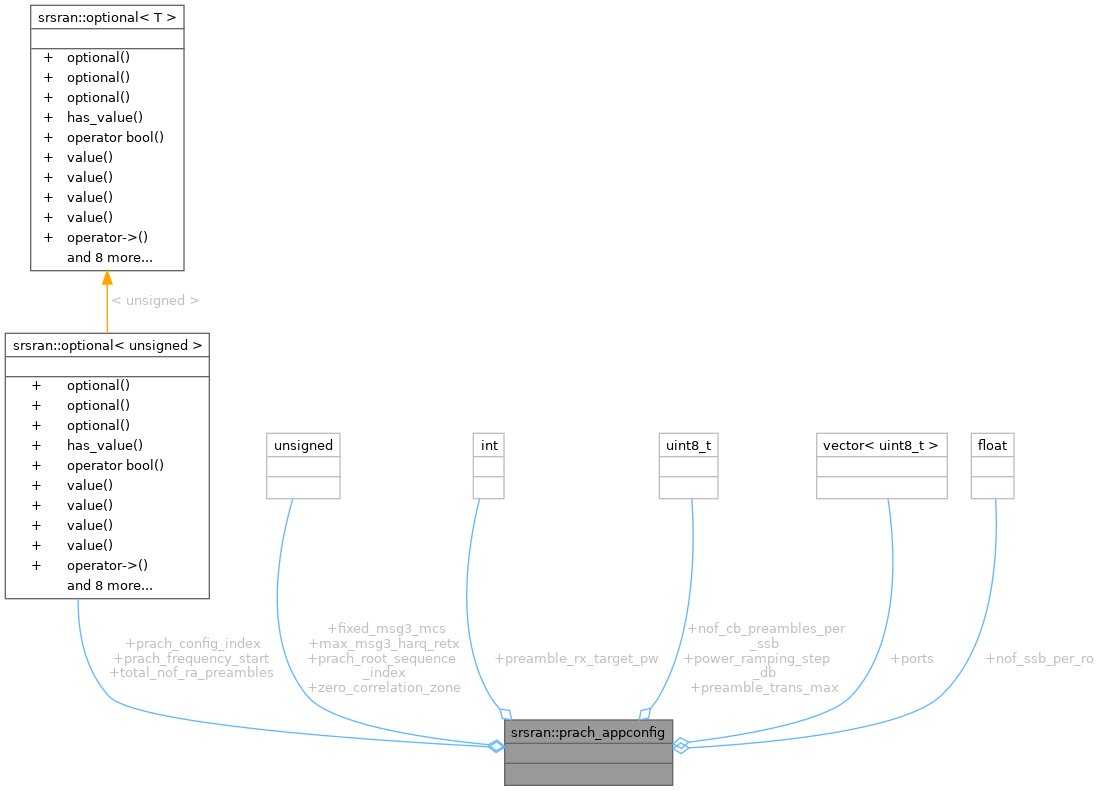 srsran::optional< T >
+ optional()
+ optional()
+ optional()
+ has_value()
+ operator bool()
+ value()
+ value()
+ value()
+ value()
+ operator->()
and 8 more...
< unsigned >
srsran::optional< unsigned >
+ optional()
+ optional()
+ optional()
+ has_value()
+ operator bool()
+ value()
+ value()
+ value()
+ value()
+ operator->()
and 8 more...
unsigned
int
uint8_t
vector< uint8_t >
float
+prach_config_index
+prach_frequency_start
+total_nof_ra_preambles
+fixed_msg3_mcs
+max_msg3_harq_retx
+prach_root_sequence
_index
+zero_correlation_zone
+preamble_rx_target_pw
+nof_cb_preambles_per
_ssb
+power_ramping_step
_db
+preamble_trans_max
+ports
+nof_ssb_per_ro
srsran::prach_appconfig